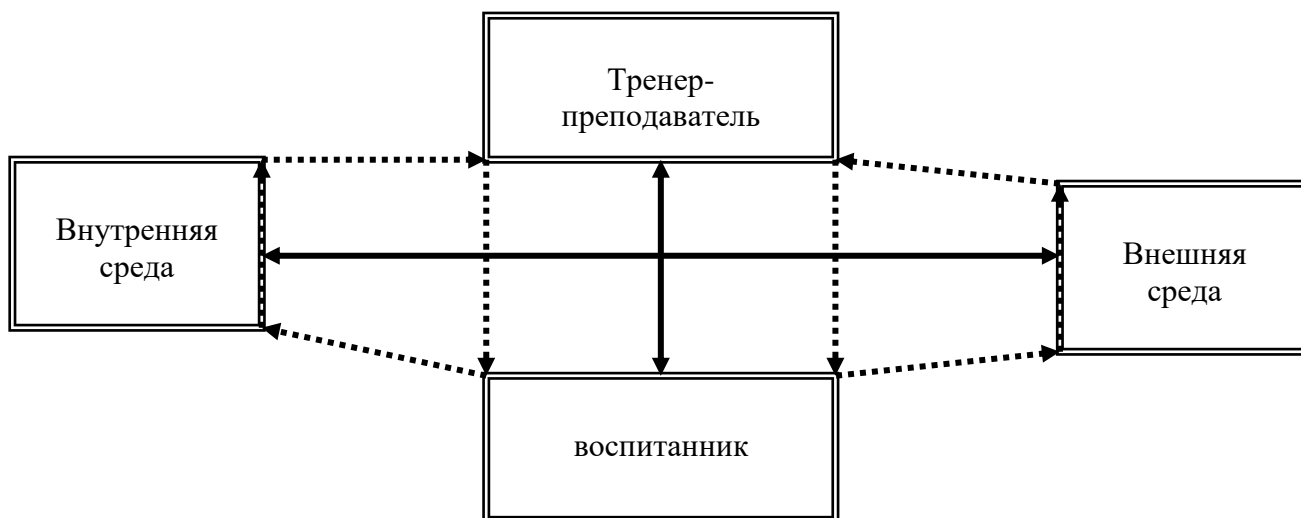 Тренер-
преподаватель
Внутренняя
среда
Внешняя
среда
воспитанник